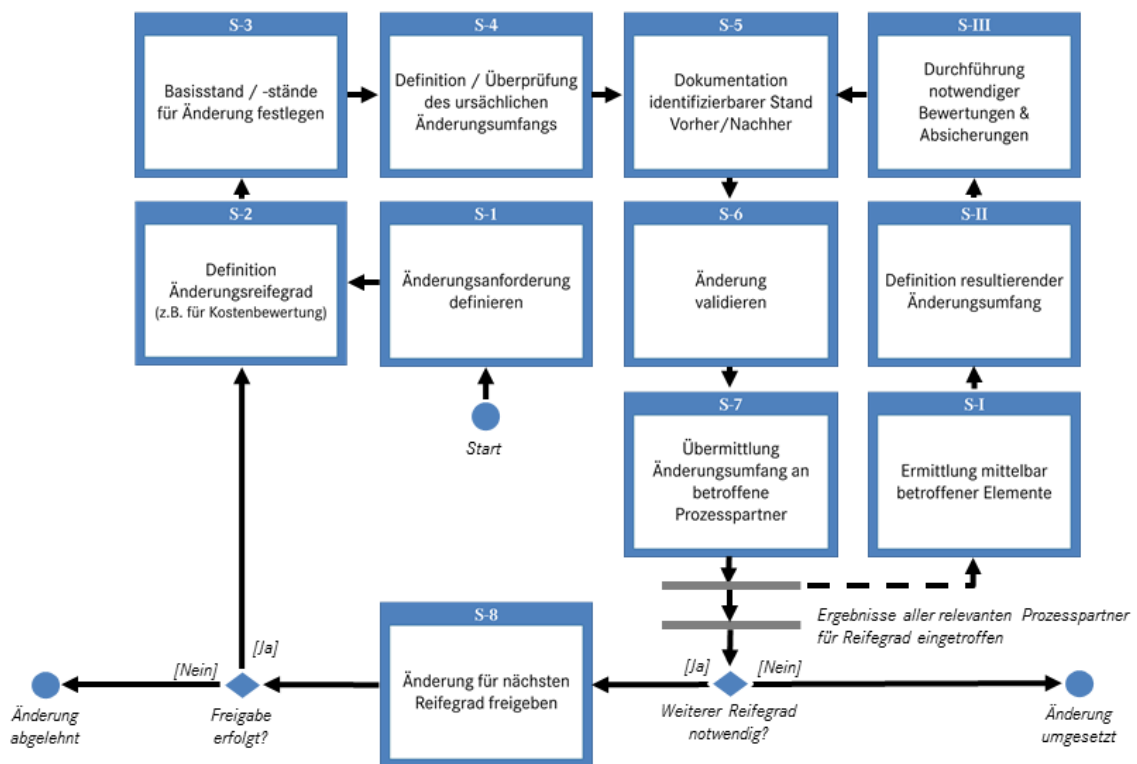 S-3
Basisstand / -stände
für Änderung festlegen
S-4
Definition / Überprüfung
des ursächlichen
Änderungsumfangs
S-5
Dokumentation
identifizierbarer Stand
Vorher/Nachher
S-III
Durchführung
notwendiger
Bewertungen &
Absicherungen
S-2
Definition
Änderungsreifegrad
(z.B. für Kostenbewertung)
S-1
Änderungsanforderung
definieren
S-6
Änderung
validieren
S-II
Definition resultierender
Änderungsumfang
Start
S-7
Übermittlung
Änderungsumfang an
betroffene
Prozesspartner
S-I
Ermittlung mittelbar
betroffener Elemente
Ergebnisse aller relevanten Prozesspartner
für Reifegrad eingetroffen
S-8
Änderung für nächsten
Reifegrad freigeben
[Nein]
[Ja]
[Ja]
[Nein]
Änderung
abgelehnt
Freigabe
erfolgt?
Weiterer Reifegrad
notwendig?
Änderung
umgesetzt